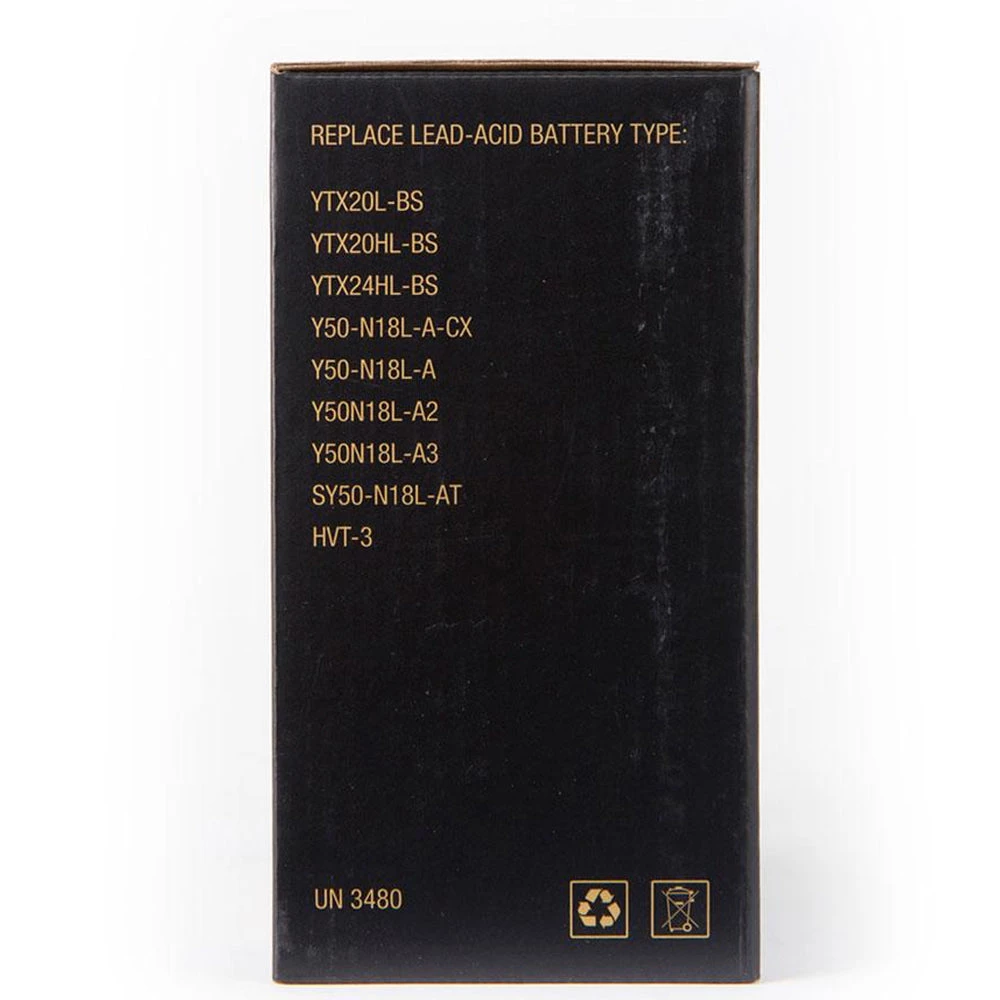 REPLACE LEAD-ACID BATTERY TYPE:
YTX20L-BS
YTX20HL-BS
YTX24HL-BS
Y50-N18L-A-CX
Y50-N18L-A
Y50N18L-A2
Y50N18L-A3
SY50-N18L-AT
HVT-3
UN 3480